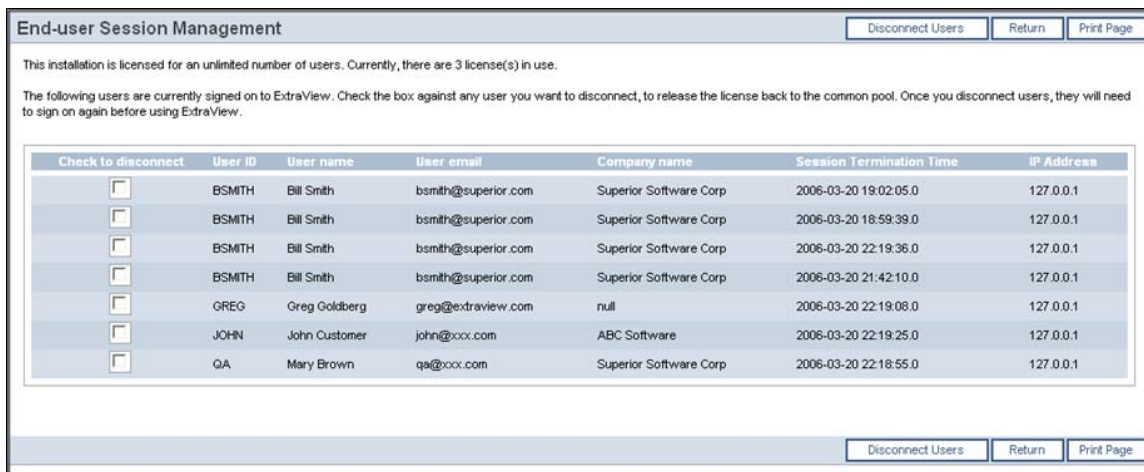 End-user Session Management
Disconnect Users Return Print Page
This installation is licensed for an unlimited number of users. Currently, there are 3 license(s) in use.
The following users are currently signed on to ExtraView. Check the box against any user you want to disconnect, to release the license back to the common pool. Once you disconnect users, they will need
to sign on again before using ExtraView.
Check to disconnect User ID User name User email Company name Session Termination Time IP Address
BSMITH Bill Smith bsmith@superior.com Superior Software Corp 2006-03-20 19:02:05.0 127.0.0.1
BSMITH Bill Smith bsmith@superior.com Superior Software Corp 2006-03-20 18:59:39.0 127.0.0.1
BSMITH Bill Smith bsmith@superior.com Superior Software Corp 2006-03-20 22:19:36.0 127.0.0.1
BSMITH Bill Smith bsmith@superior.com Superior Software Corp 2006-03-20 21:42:10.0 127.0.0.1
GREG Greg Goldberg greg@extraview.com null 2006-03-20 22:19:08.0 127.0.0.1
JOHN John Customer john@xxx.com ABC Software 2006-03-20 22:19:25.0 127.0.0.1
QA Mary Brown qa@xxx.com Superior Software Corp 2006-03-20 22:18:55.0 127.0.0.1
Disconnect Users Return Print Page